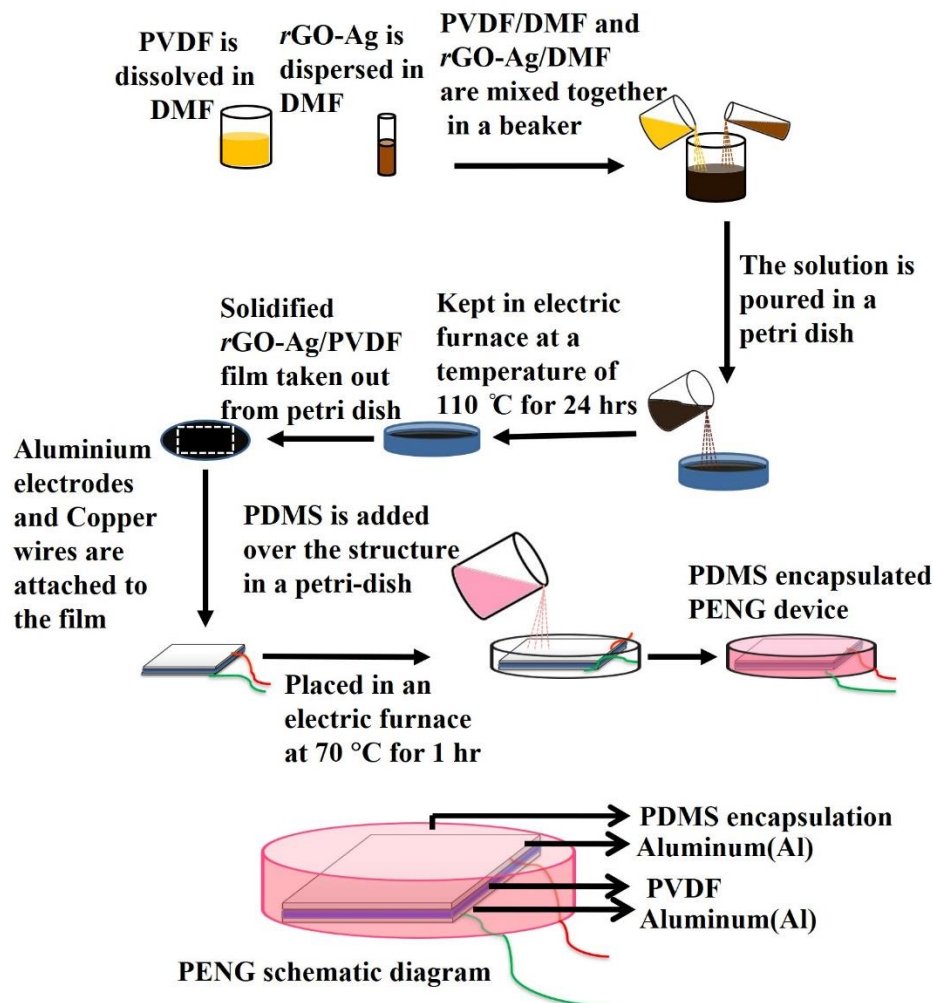 PVDF is
dissolved in
DMF
rGO-Ag is
dispersed in
DMF
PVDF/DMF and
rGO-Ag/DMF
are mixed together
in a beaker
The solution is
poured in a
petri dish
Kept in electric
furnace at a
temperature of
110 ℃ for 24 hrs
Solidified
rGO-Ag/PVDF
film taken out
from petri dish
Aluminium
electrodes
and Copper
wires are
attached to
the film
PDMS is added
over the structure
in a petri-dish
Placed in an
electric furnace
at 70 °C for 1 hr
PDMS encapsulated
PENG device
PDMS encapsulation
Aluminum(Al)
PVDF
Aluminum(Al)
PENG schematic diagram